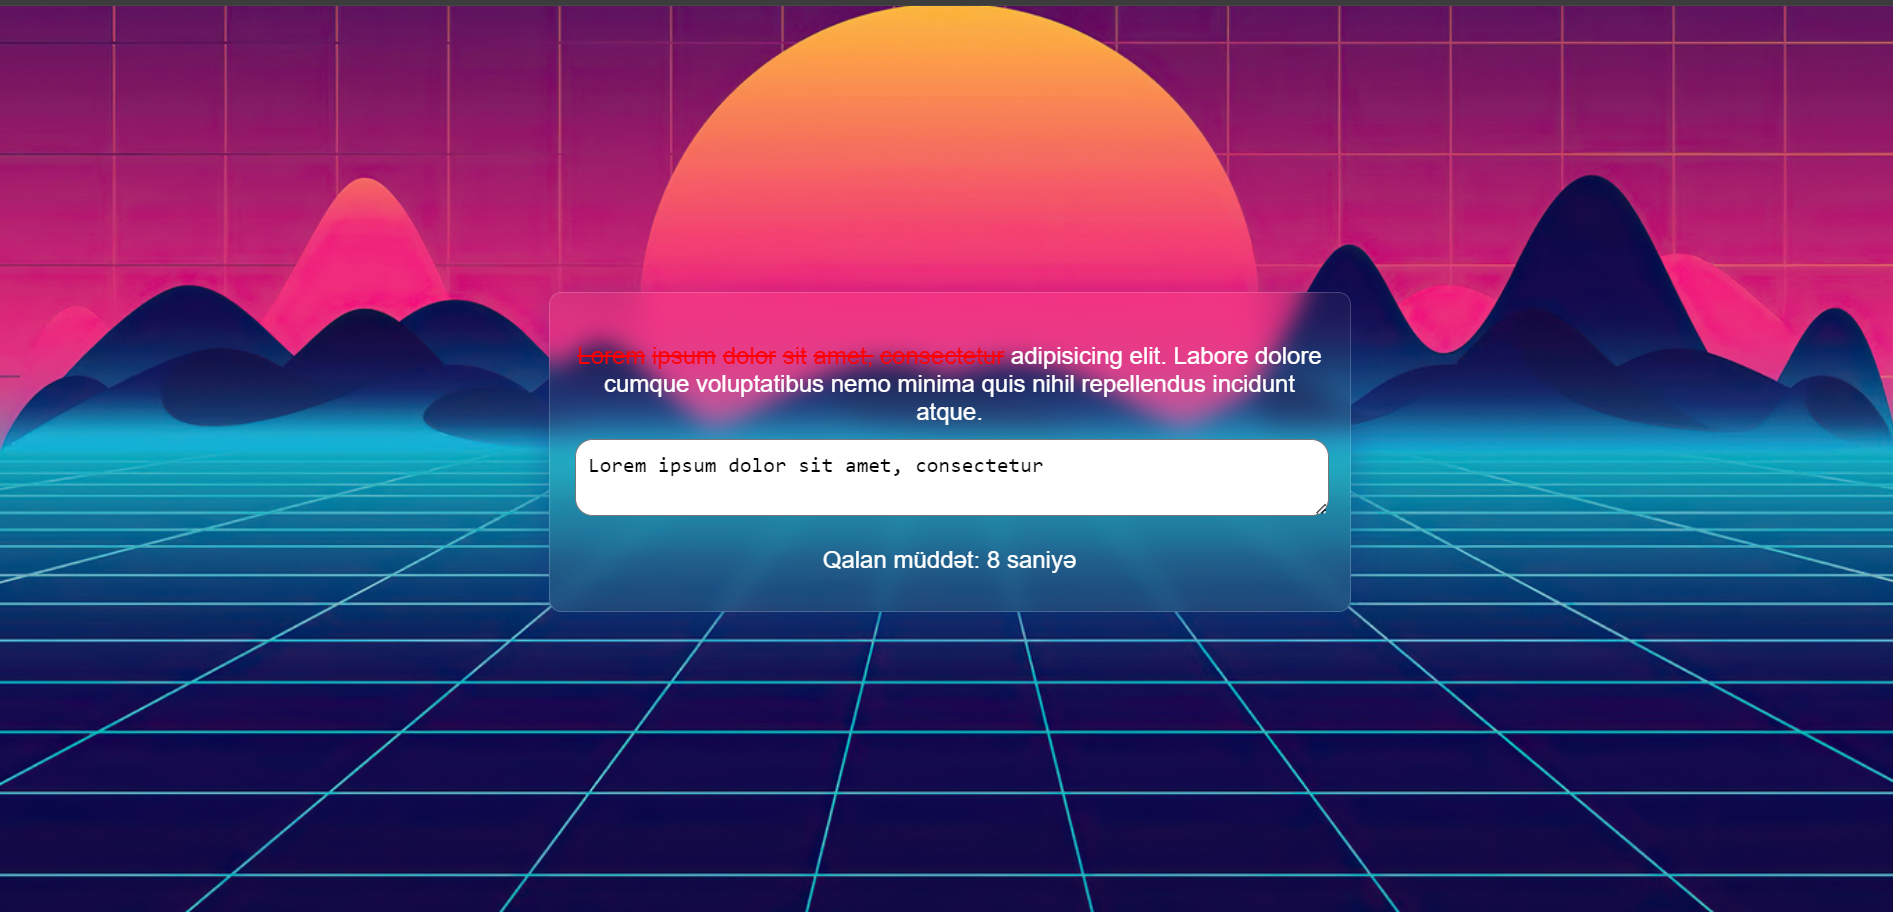 Lorem ipsum dolor sit amet, consectetur adipisicing elit. Labore dolore
cumque voluptatibus nemo minima quis nihil repellendus incidunt
atque.
Lorem ipsum dolor sit amet, consectetur
Qalan müddət: 8 saniyə